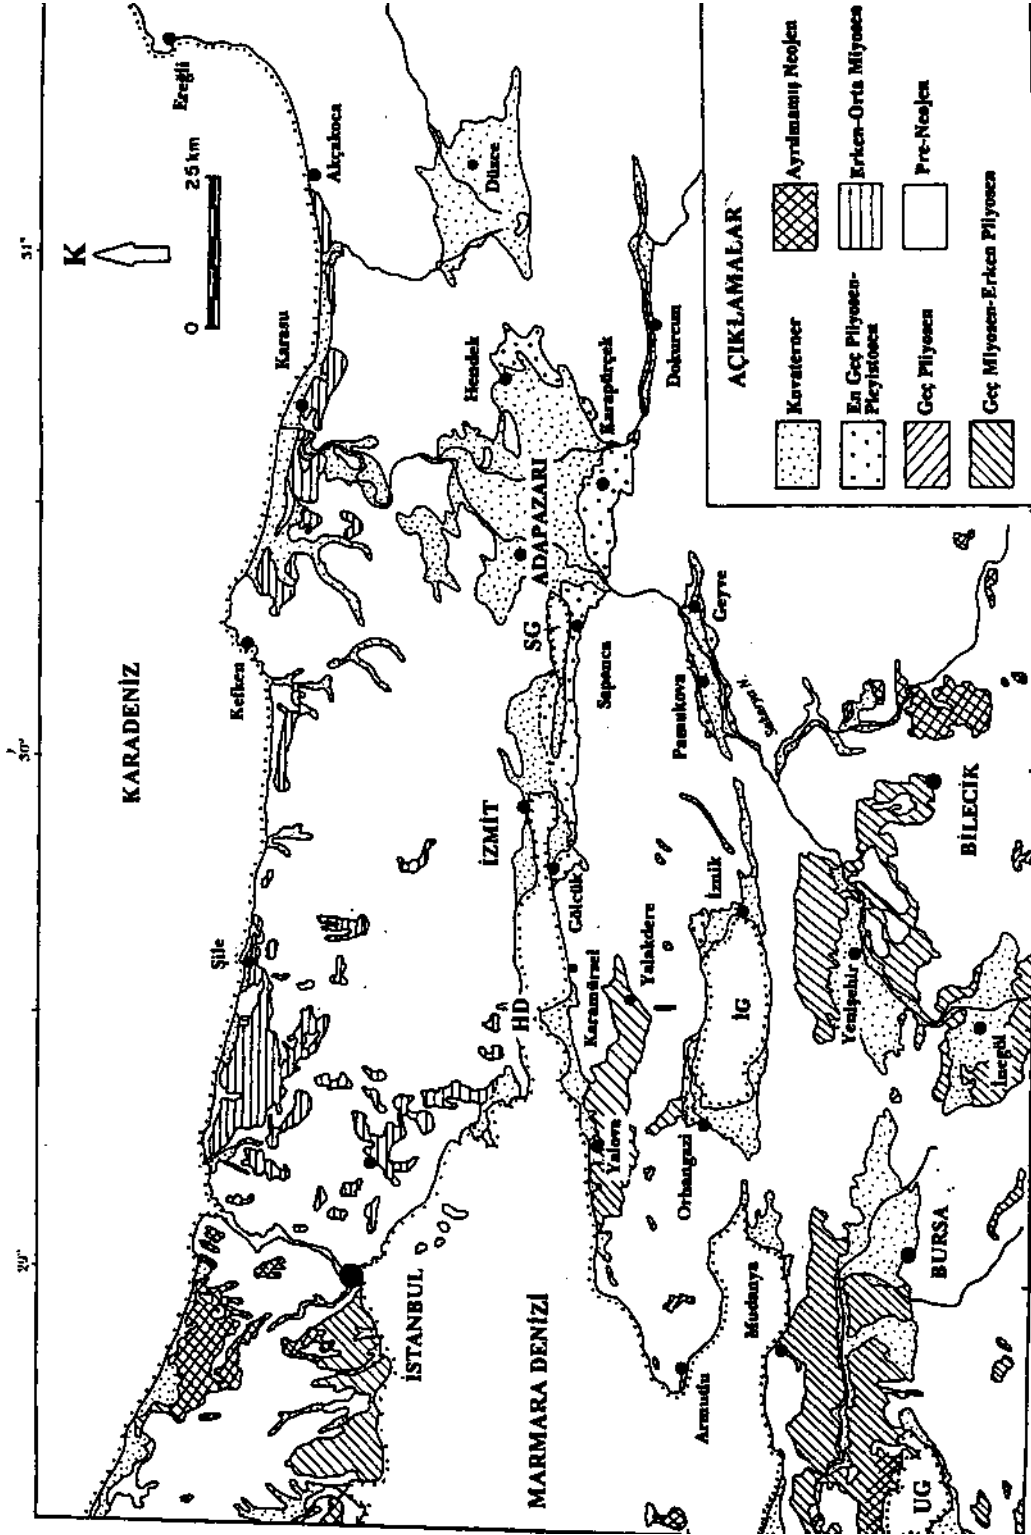 29°
30°
31°
K
0 25 km
KARADENİZ
Ereğli
Akçakoca
Karasu
Kefken
Şile
Düzce
Hendek
ADAPAZARI
Karapürçek
Dokurcun
SG
Sapanca
İZMİT
Gölcük
HD
Karamürsel
Yalakdere
Yalova
İSTANBUL
MARMARA DENİZİ
Geyve
Pamukova
Sakarya N.
İznik
İG
Orhangazi
Armutlu
Mudanya
BİLECİK
Yenişehir
İnegöl
BURSA
UG
AÇIKLAMALAR
Kuvaterner
En Geç Pliyosen-
Pleyistosen
Geç Pliyosen
Geç Miyosen-Erken Pliyosen
Ayrılmamış Neojen
Erken-Orta Miyosen
Pre-Neojen